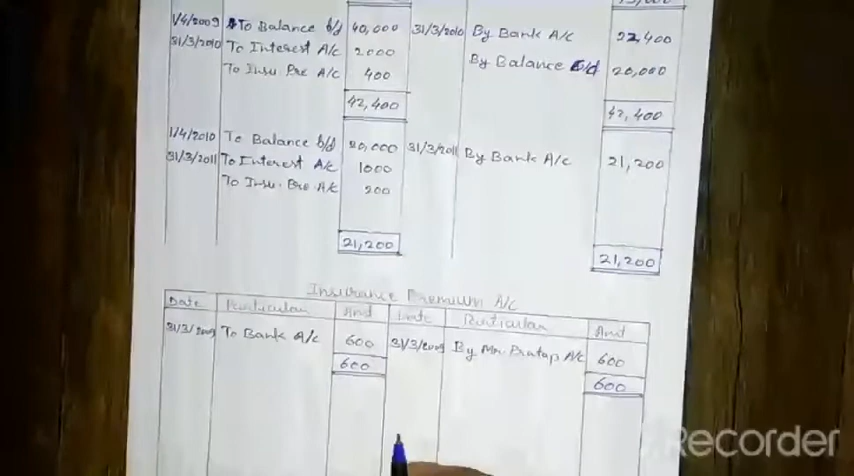 1/4/2009 To Balance b/d 40,000 31/3/2010 By Bank A/c 22,400
31/3/2010 To Interest A/c 2000 By Balance c/d 20,000
To Insu Pre A/c 400
42,400 42,400
1/4/2010 To Balance b/d 20,000 31/3/2011 By Bank A/c 21,200
31/3/2011 To Interest A/c 1000
To Insu. Pre. A/c 200
21,200 21,200
Insurance Premium A/c
Date Particular Amt Date Particular Amt
31/3/2009 To Bank A/c 600 31/3/2009 By Mr. Pratap A/c 600
600 600
Recorder